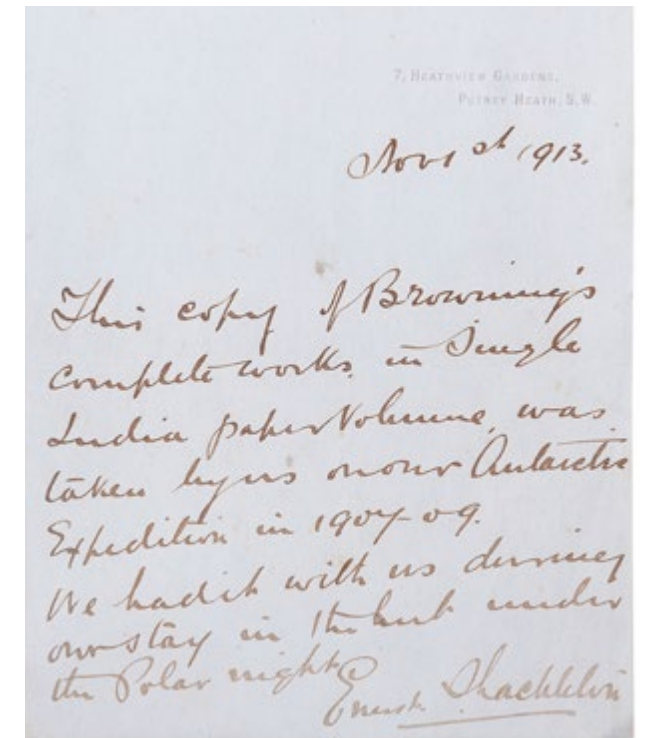 7, HEATHVIEW GARDENS,
PUTNEY HEATH, S.W.
Nov 1st 1913.
This copy of Browning's
complete works. in Single
India paper Volume, was
taken by us on our Antarctic
Expedition in 1907-09.
We had it with us during
our stay in the hut under
the Polar night
Ernest Shackleton